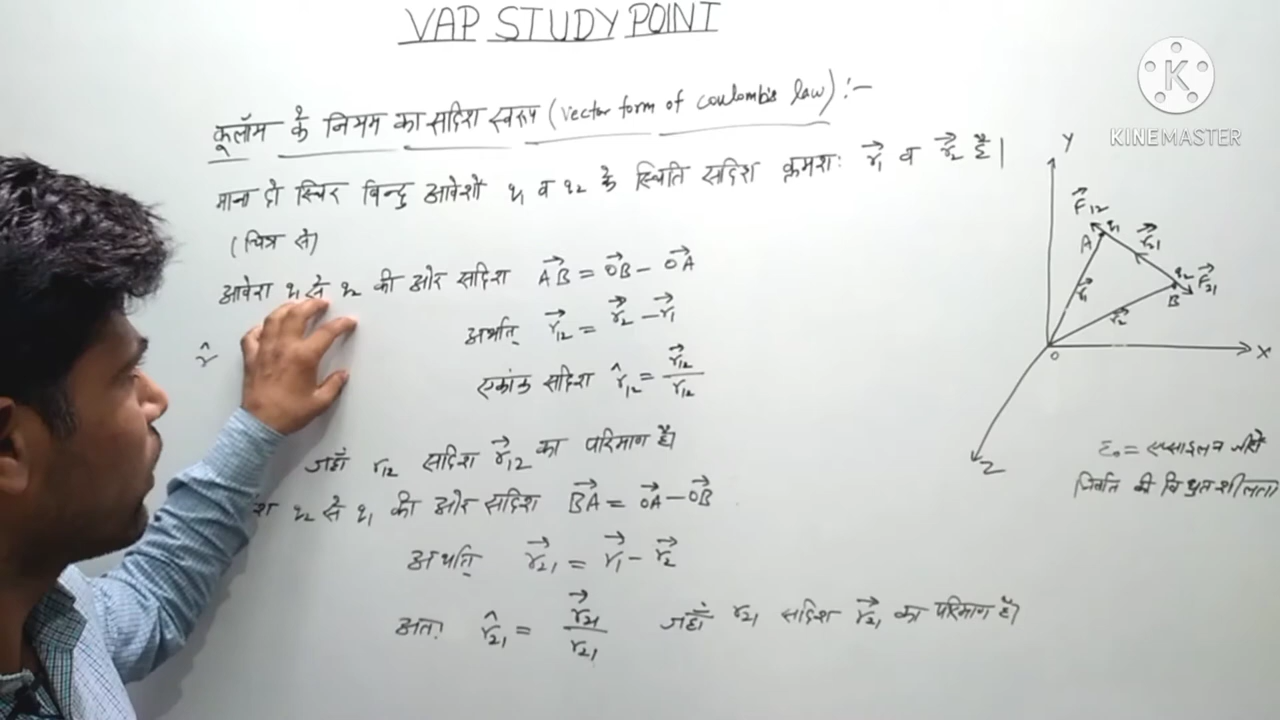 VAP STUDY POINT
कूलॉम के नियम का सदिश स्वरूप (Vector form of coulomb's law) :-
माना दो स्थिर बिन्दु आवेशों q₁ व q₂ के स्थिति सदिश क्रमशः r⃗₁ व r⃗₂ है।
(चित्र से)
आवेश q₁ से q₂ की ओर सदिश A⃗B = O⃗B - O⃗A
अर्थात् r⃗₁₂ = r⃗₂ - r⃗₁
r̂
एकांक सदिश r̂₁₂ = r⃗₁₂ / r₁₂
जहाँ r₁₂ सदिश r⃗₁₂ का परिमाण है।
श q₂ से q₁ की ओर सदिश B⃗A = O⃗A - O⃗B
अर्थात् r⃗₂₁ = r⃗₁ - r⃗₂
अतः r̂₂₁ = r⃗₂₁ / r₂₁ जहाँ r₂₁ सदिश r⃗₂₁ का परिमाण है।
K
KINEMASTER
Y
F⃗₁₂
A q₁
r⃗₂₁
q₂ F⃗₂₁
B
r⃗₁
r⃗₂
O
X
Z
ε₀ = एप्साइलन जीरो
निर्वात की विधुतशीलता